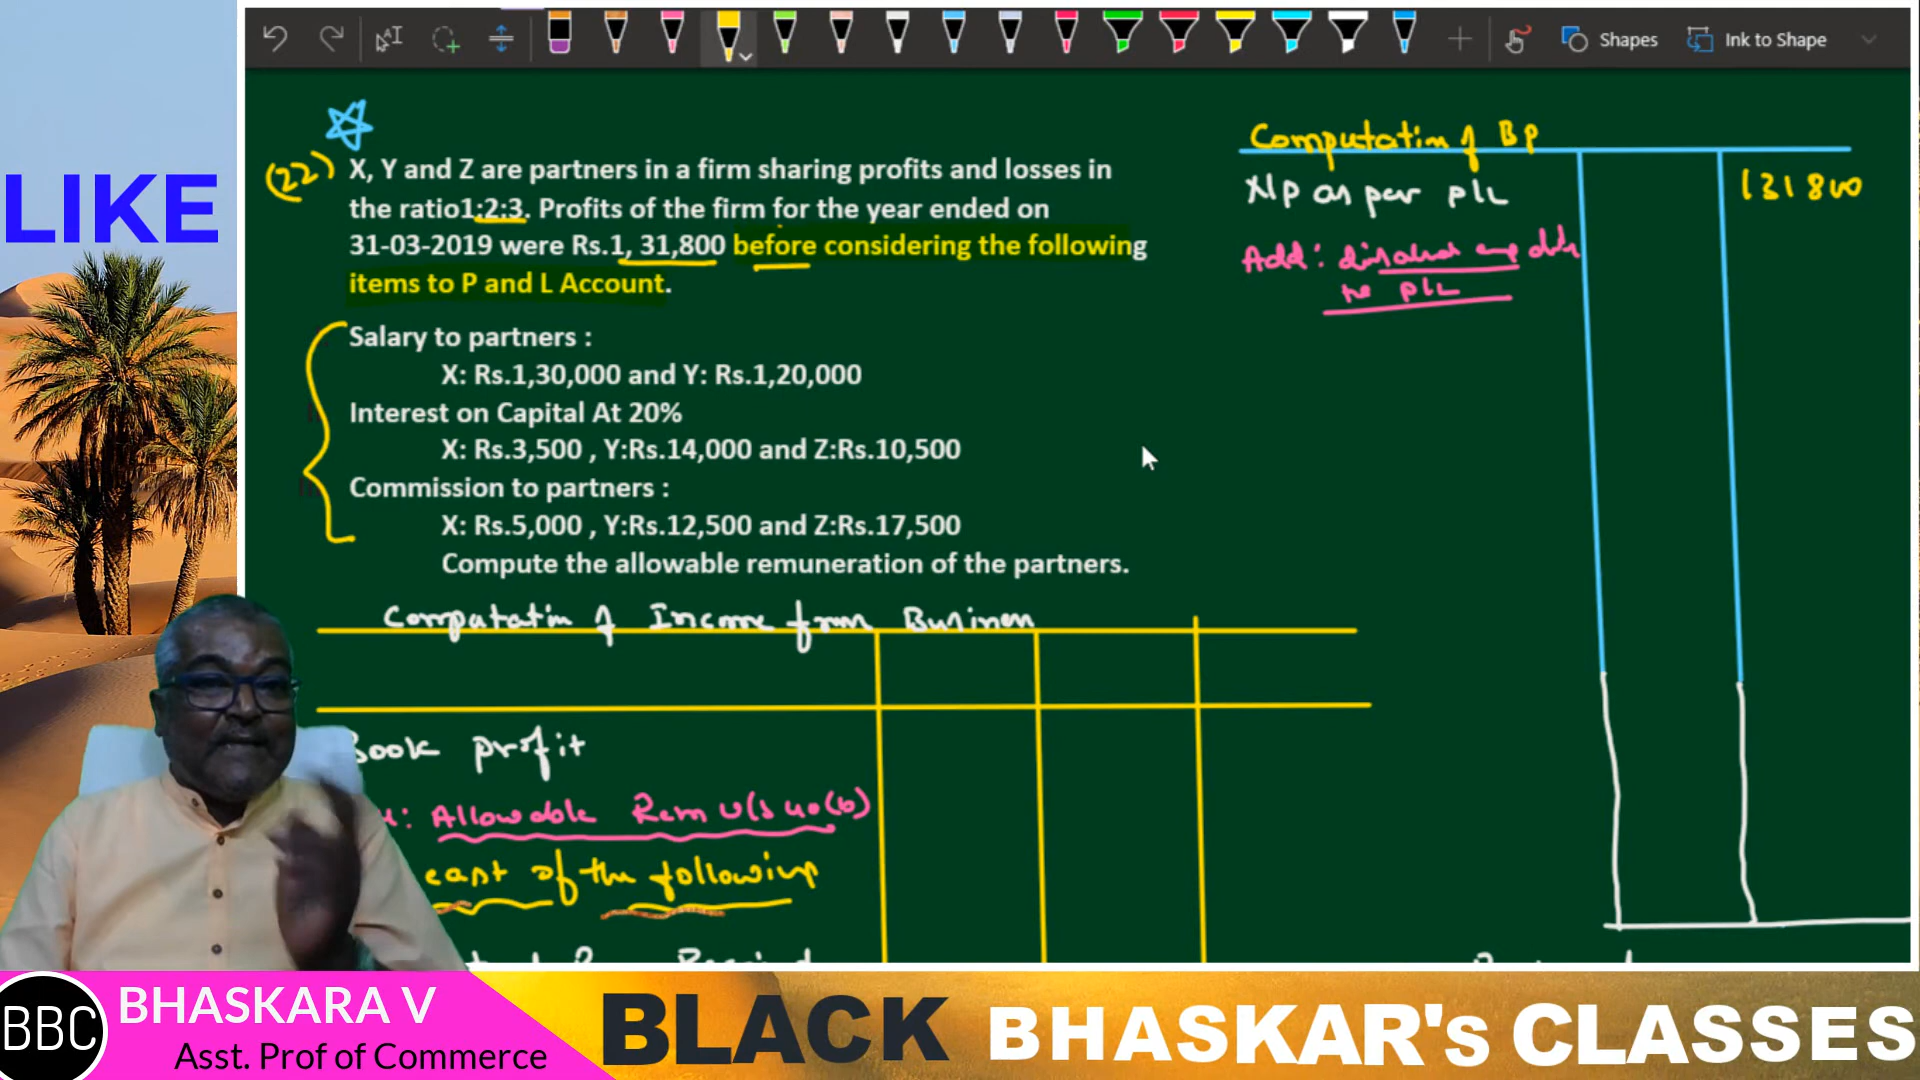 Shapes
Ink to Shape
LIKE
(22) X, Y and Z are partners in a firm sharing profits and losses in
the ratio1:2:3. Profits of the firm for the year ended on
31-03-2019 were Rs.1, 31,800 before considering the following
items to P and L Account.
Salary to partners :
X: Rs.1,30,000 and Y: Rs.1,20,000
Interest on Capital At 20%
X: Rs.3,500 , Y:Rs.14,000 and Z:Rs.10,500
Commission to partners :
X: Rs.5,000 , Y:Rs.12,500 and Z:Rs.17,500
Compute the allowable remuneration of the partners.
Computation of BP
NP as per P/L 131800
Add:
to P/L
Computation of Income from Business
Book profit
Allowable Rem u/s 40(b)
of the following
BBC
BHASKARA V
Asst. Prof of Commerce
BLACK BHASKAR's CLASSES